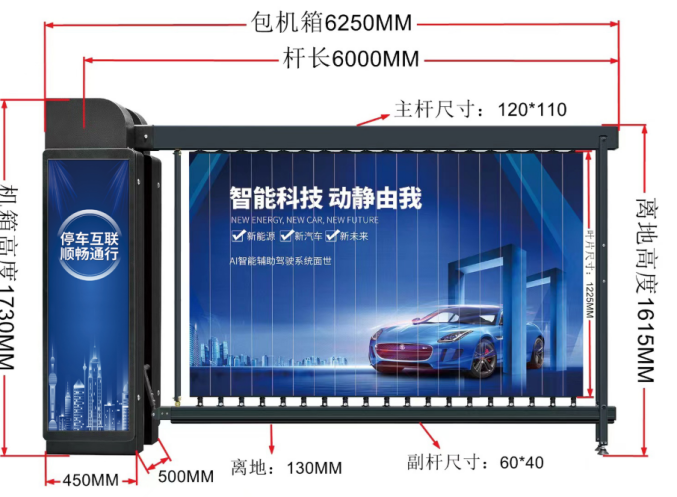 包机箱6250MM
杆长6000MM
主杆尺寸：120*110
智能科技 动静由我
NEW ENERGY, NEW CAR, NEW FUTURE
新能源 新汽车 新未来
AI智能辅助驾驶系统面世
停车互联
顺畅通行
机箱高度1730MM
叶片尺寸：1225MM
离地高度1615MM
450MM
500MM
离地：130MM
副杆尺寸：60*40